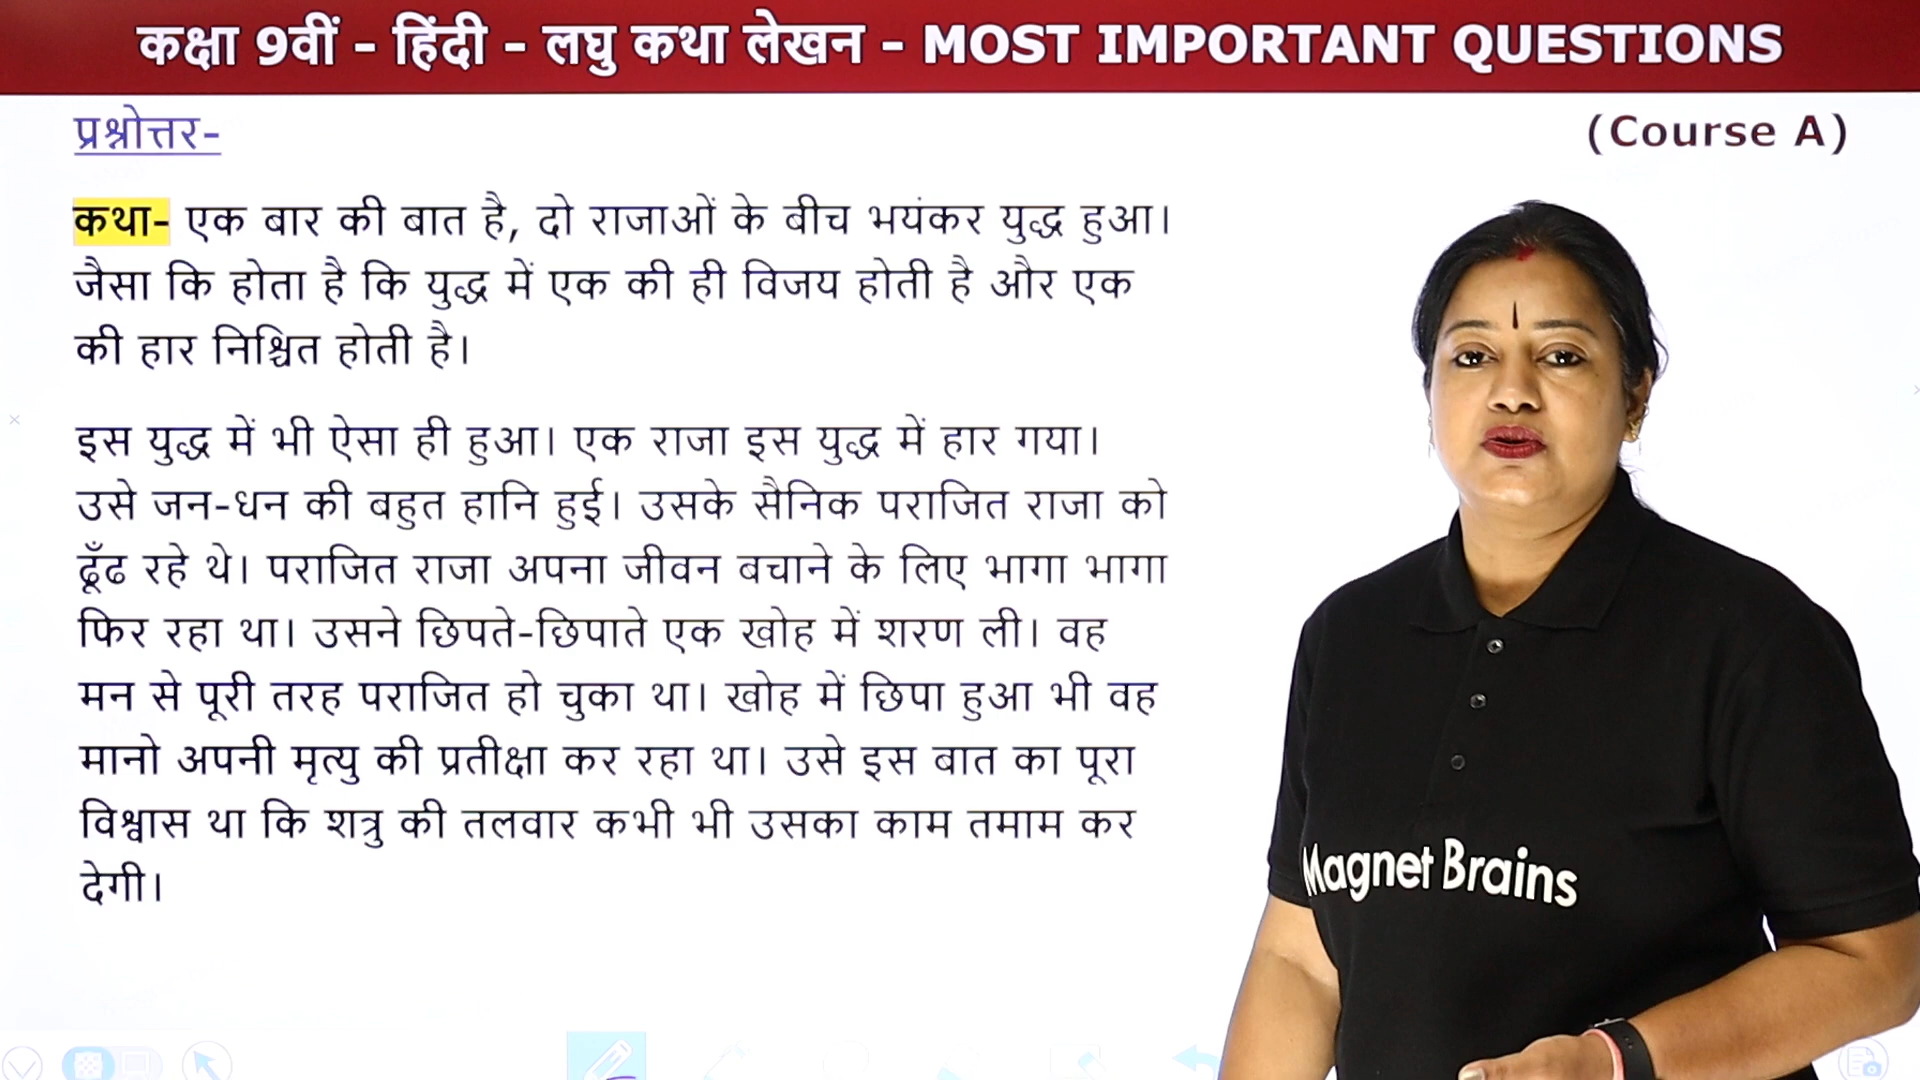 कक्षा 9वीं - हिंदी - लघु कथा लेखन - MOST IMPORTANT QUESTIONS
प्रश्नोत्तर-
(Course A)
कथा- एक बार की बात है, दो राजाओं के बीच भयंकर युद्ध हुआ।
जैसा कि होता है कि युद्ध में एक की ही विजय होती है और एक
की हार निश्चित होती है।
इस युद्ध में भी ऐसा ही हुआ। एक राजा इस युद्ध में हार गया।
उसे जन-धन की बहुत हानि हुई। उसके सैनिक पराजित राजा को
ढूँढ रहे थे। पराजित राजा अपना जीवन बचाने के लिए भागा भागा
फिर रहा था। उसने छिपते-छिपाते एक खोह में शरण ली। वह
मन से पूरी तरह पराजित हो चुका था। खोह में छिपा हुआ भी वह
मानो अपनी मृत्यु की प्रतीक्षा कर रहा था। उसे इस बात का पूरा
विश्वास था कि शत्रु की तलवार कभी भी उसका काम तमाम कर
देगी।
Magnet Brains